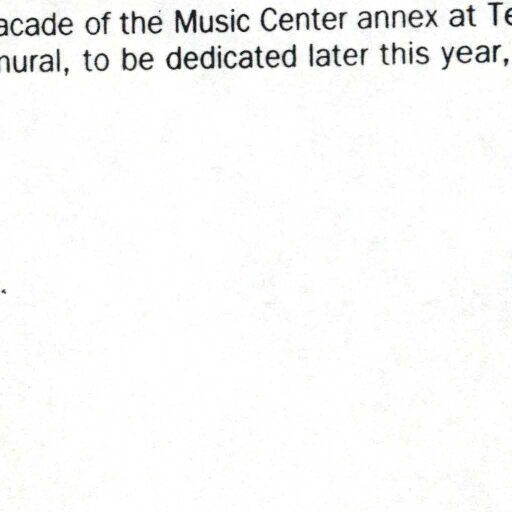 acade of the Music Center annex at Te
nural, to be dedicated later this year,